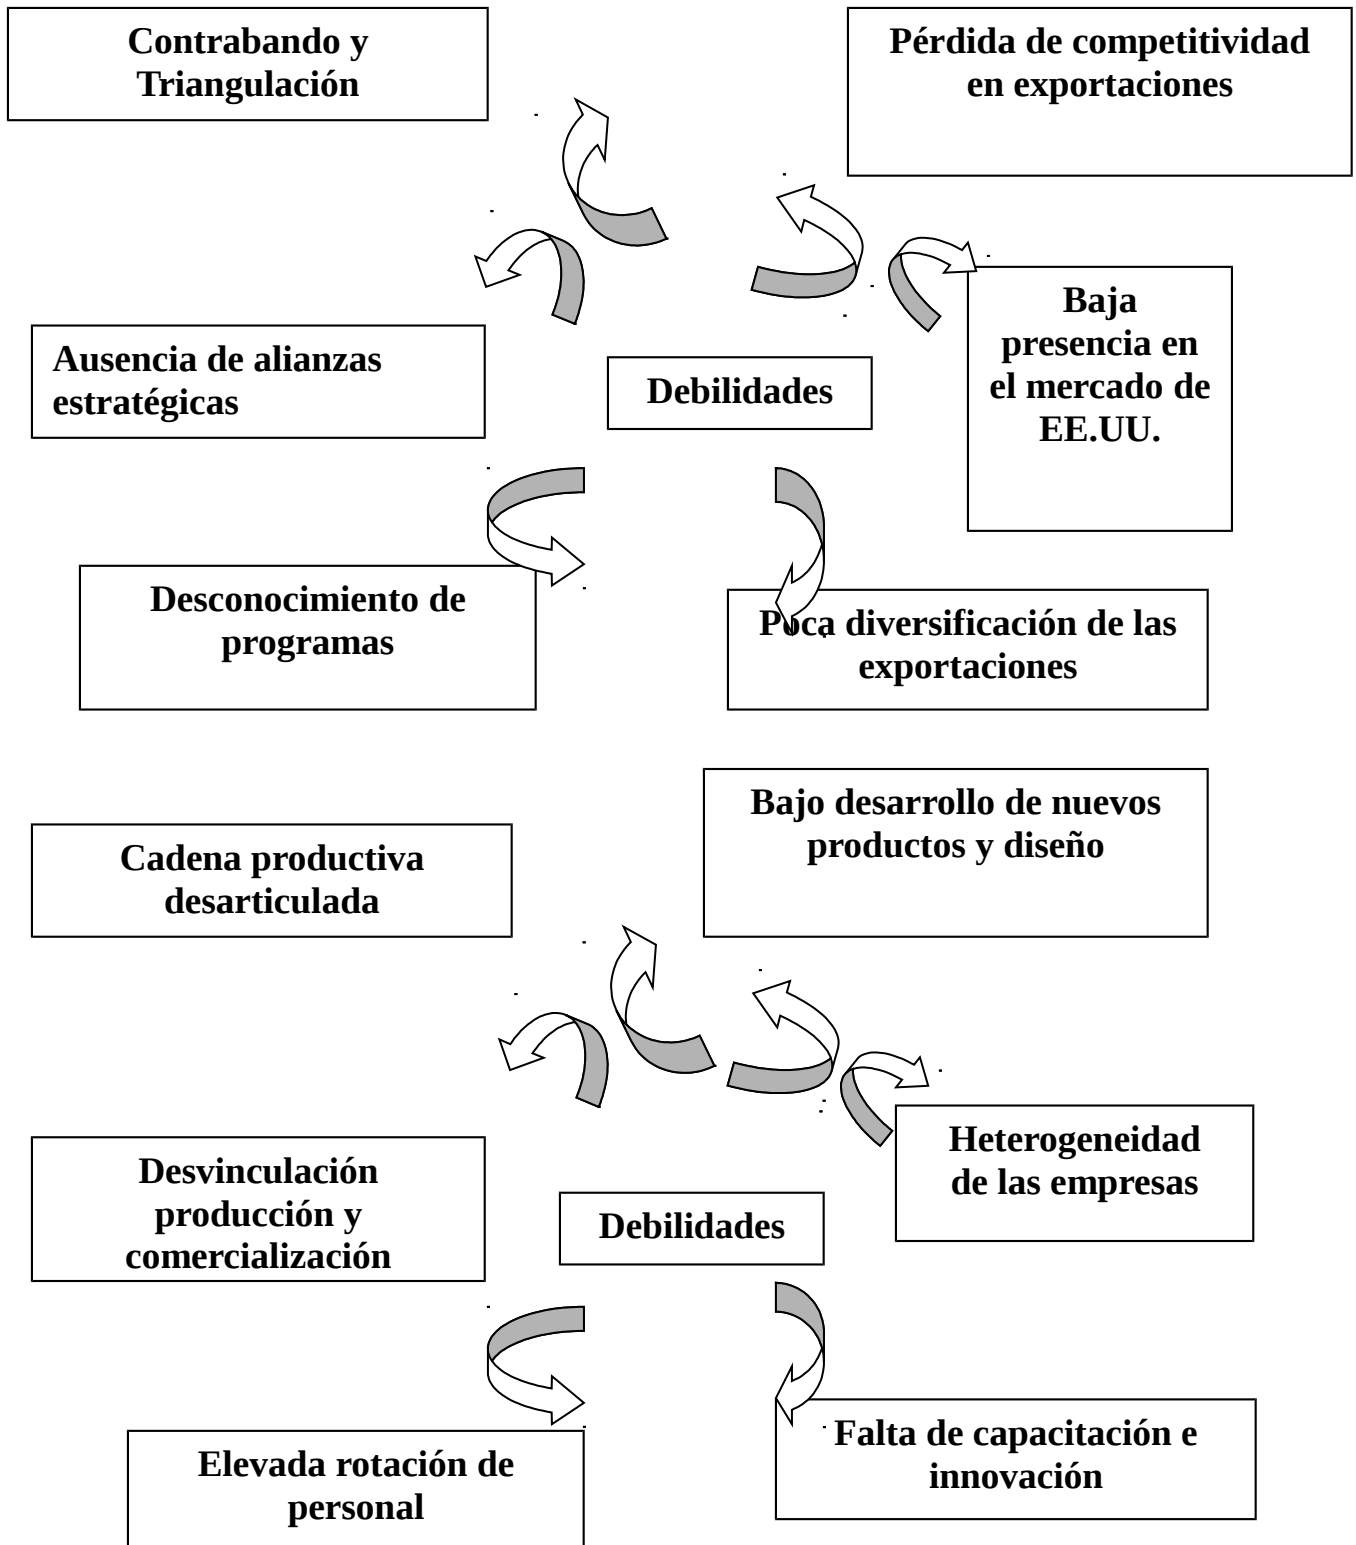 Contrabando y
Triangulación
Pérdida de competitividad
en exportaciones
Baja
presencia en
el mercado de
EE.UU.
Ausencia de alianzas
estratégicas
Debilidades
Desconocimiento de
programas
Poca diversificación de las
exportaciones
Bajo desarrollo de nuevos
productos y diseño
Cadena productiva
desarticulada
Heterogeneidad
de las empresas
Desvinculación
producción y
comercialización
Debilidades
Falta de capacitación e
innovación
Elevada rotación de
personal